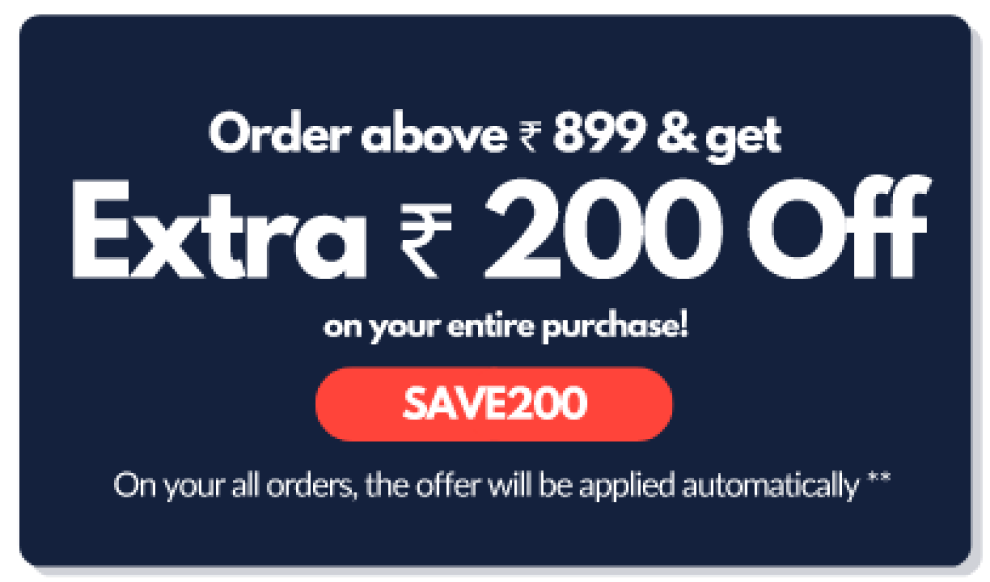 Order above ₹ 899 & get
Extra ₹ 200 Off
on your entire purchase!
SAVE200
On your all orders, the offer will be applied automatically **